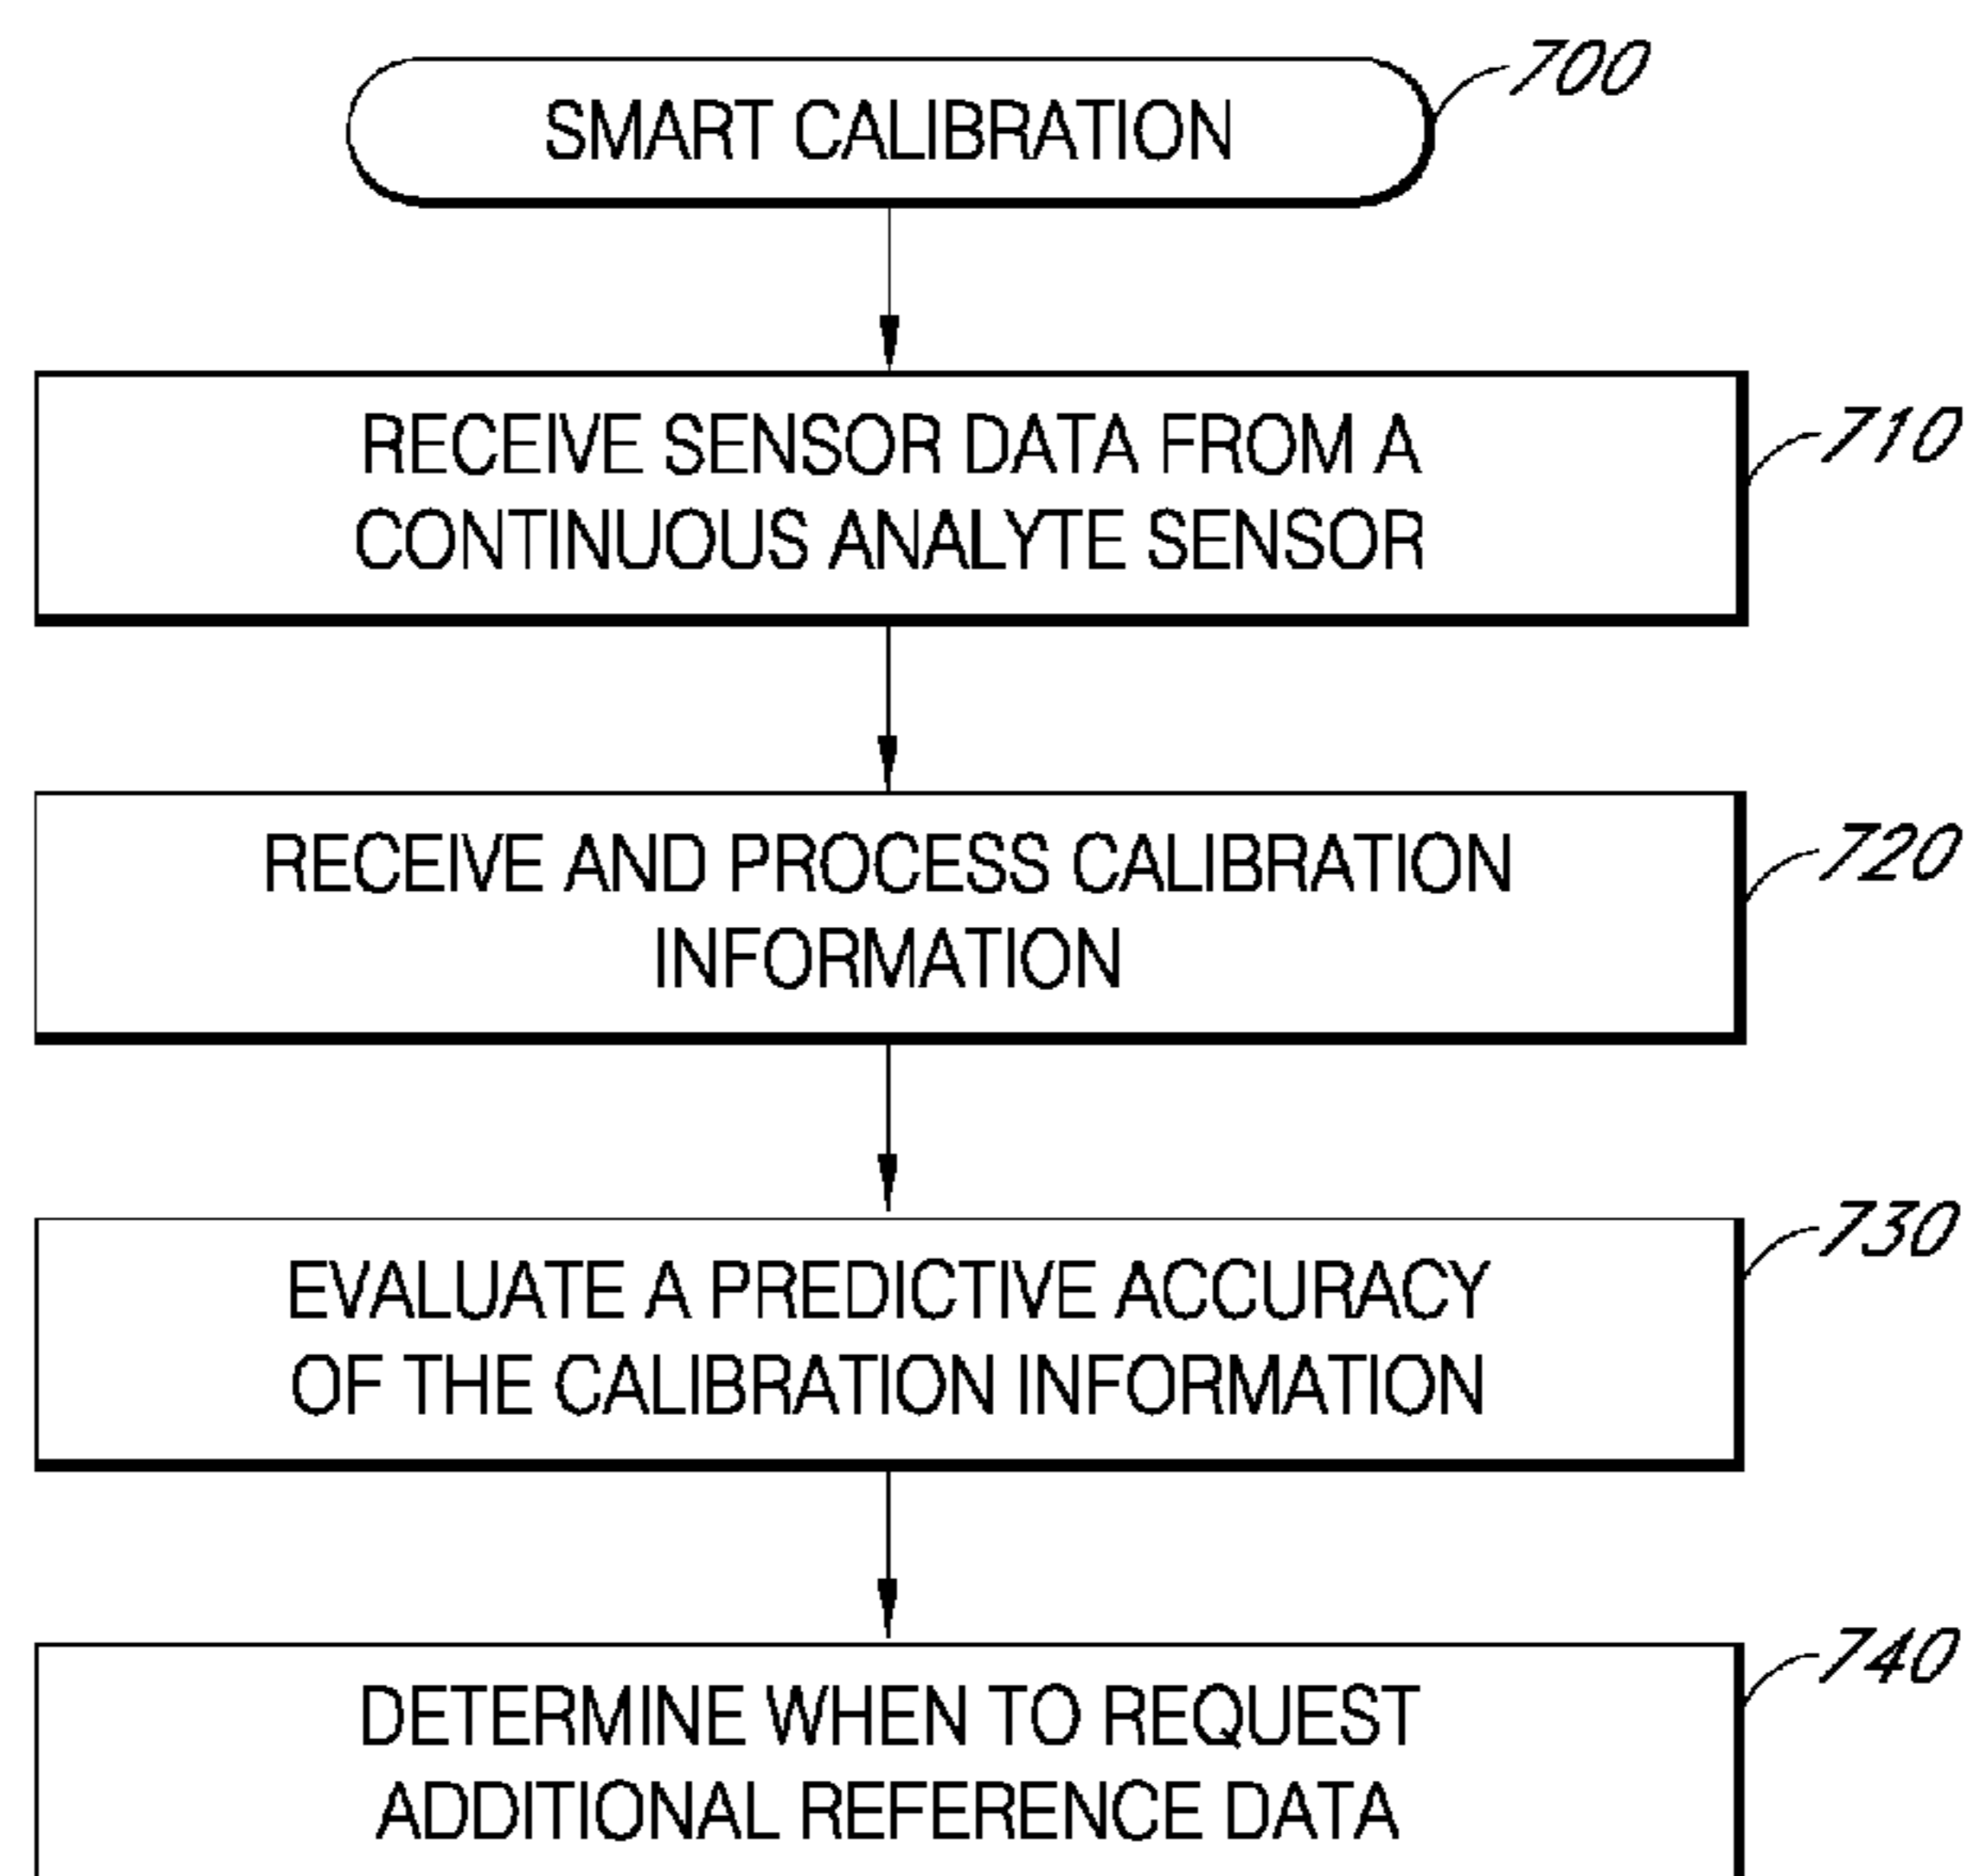 SMART CALIBRATION
700
RECEIVE SENSOR DATA FROM A
CONTINUOUS ANALYTE SENSOR
710
RECEIVE AND PROCESS CALIBRATION
INFORMATION
720
EVALUATE A PREDICTIVE ACCURACY
OF THE CALIBRATION INFORMATION
730
DETERMINE WHEN TO REQUEST
ADDITIONAL REFERENCE DATA
740